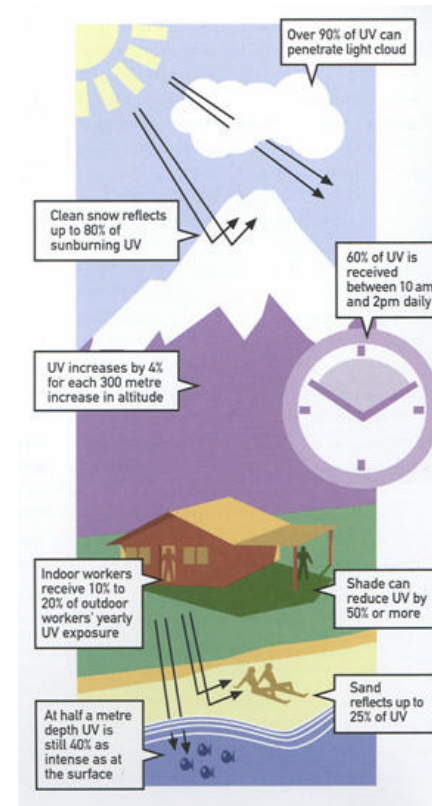 Over 90% of UV can
penetrate light cloud
Clean snow reflects
up to 80% of
sunburning UV
60% of UV is
received
between 10 am
and 2pm daily
UV increases by 4%
for each 300 metre
increase in altitude
Indoor workers
receive 10% to
20% of outdoor
workers' yearly
UV exposure
Shade can
reduce UV by
50% or more
Sand
reflects up to
25% of UV
At half a metre
depth UV is
still 40% as
intense as at
the surface